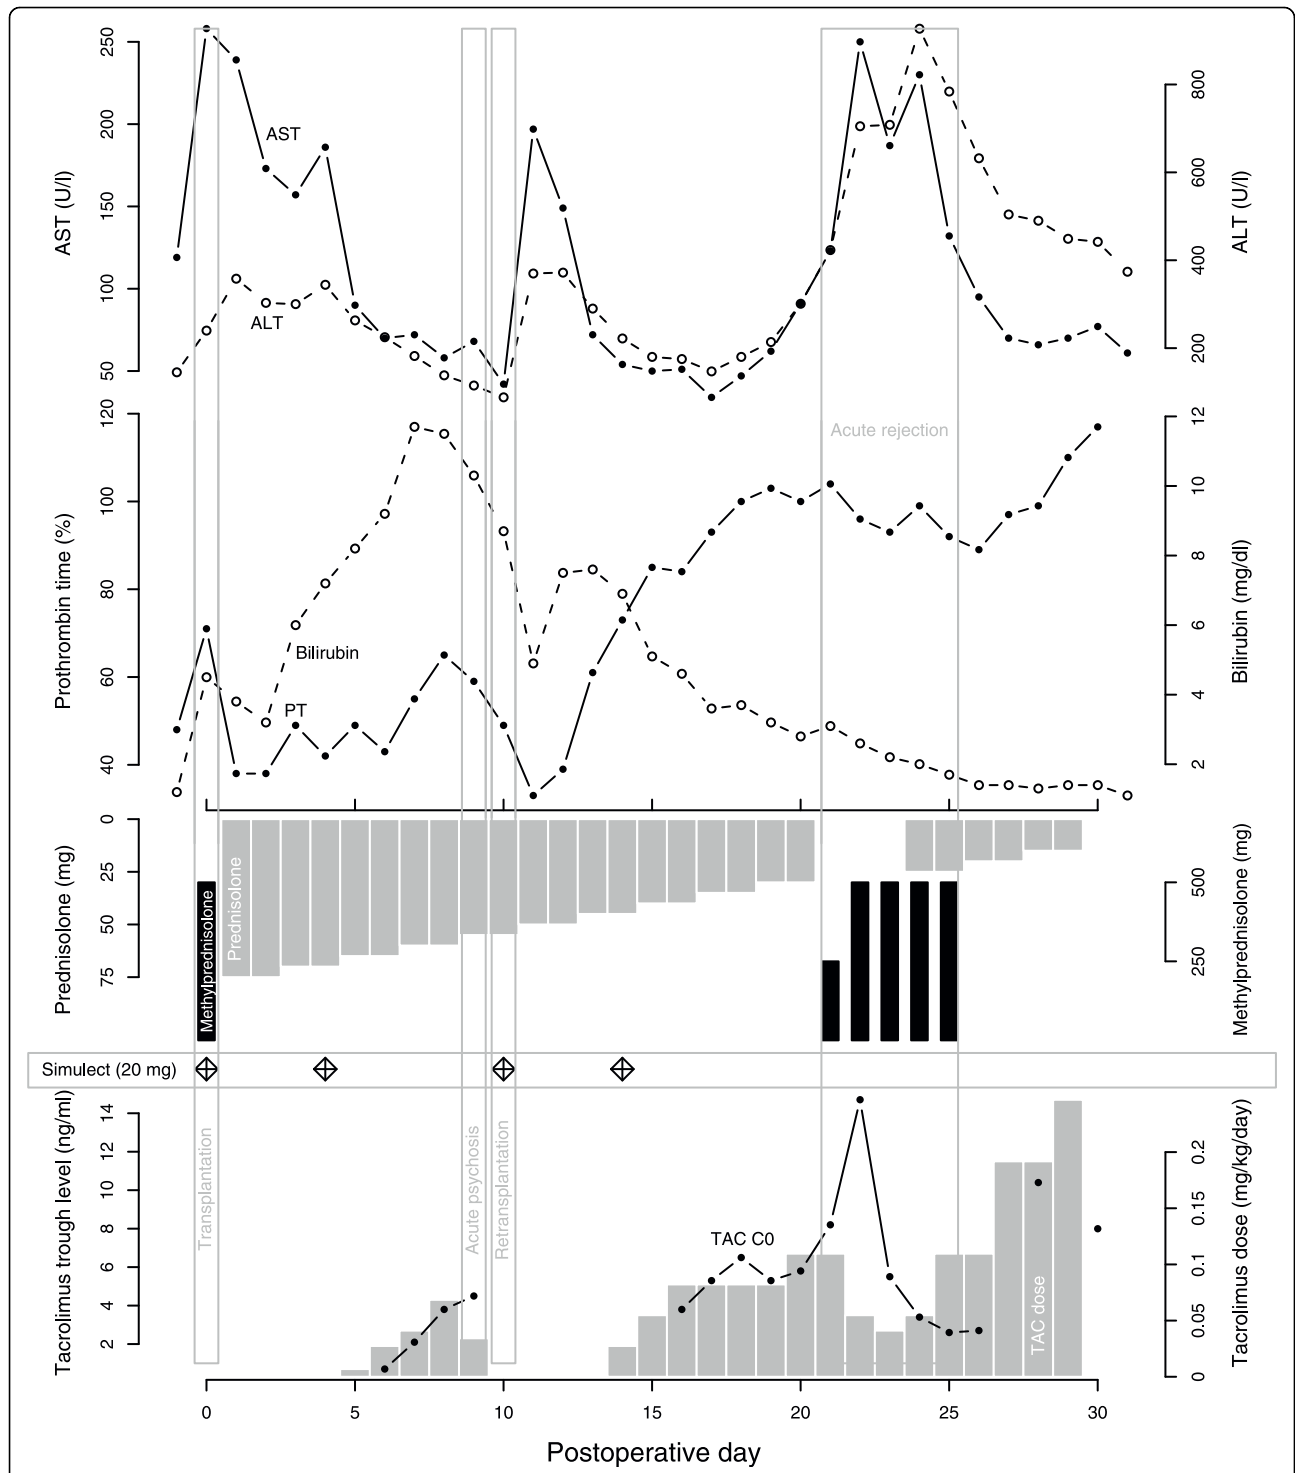 AST (U/l)
50
100
150
200
250
ALT (U/l)
200
400
600
800
AST
ALT
Prothrombin time (%)
40
60
80
100
120
Bilirubin (mg/dl)
2
4
6
8
10
12
Acute rejection
Bilirubin
PT
Prednisolone (mg)
0
25
50
75
Methylprednisolone (mg)
250
500
Methylprednisolone
Prednisolone
Simulect (20 mg)
Tacrolimus trough level (ng/ml)
2
4
6
8
10
12
14
Tacrolimus dose (mg/kg/day)
0
0.05
0.1
0.15
0.2
Transplantation
Acute psychosis
Retransplantation
TAC C0
TAC dose
0
5
10
15
20
25
30
Postoperative day